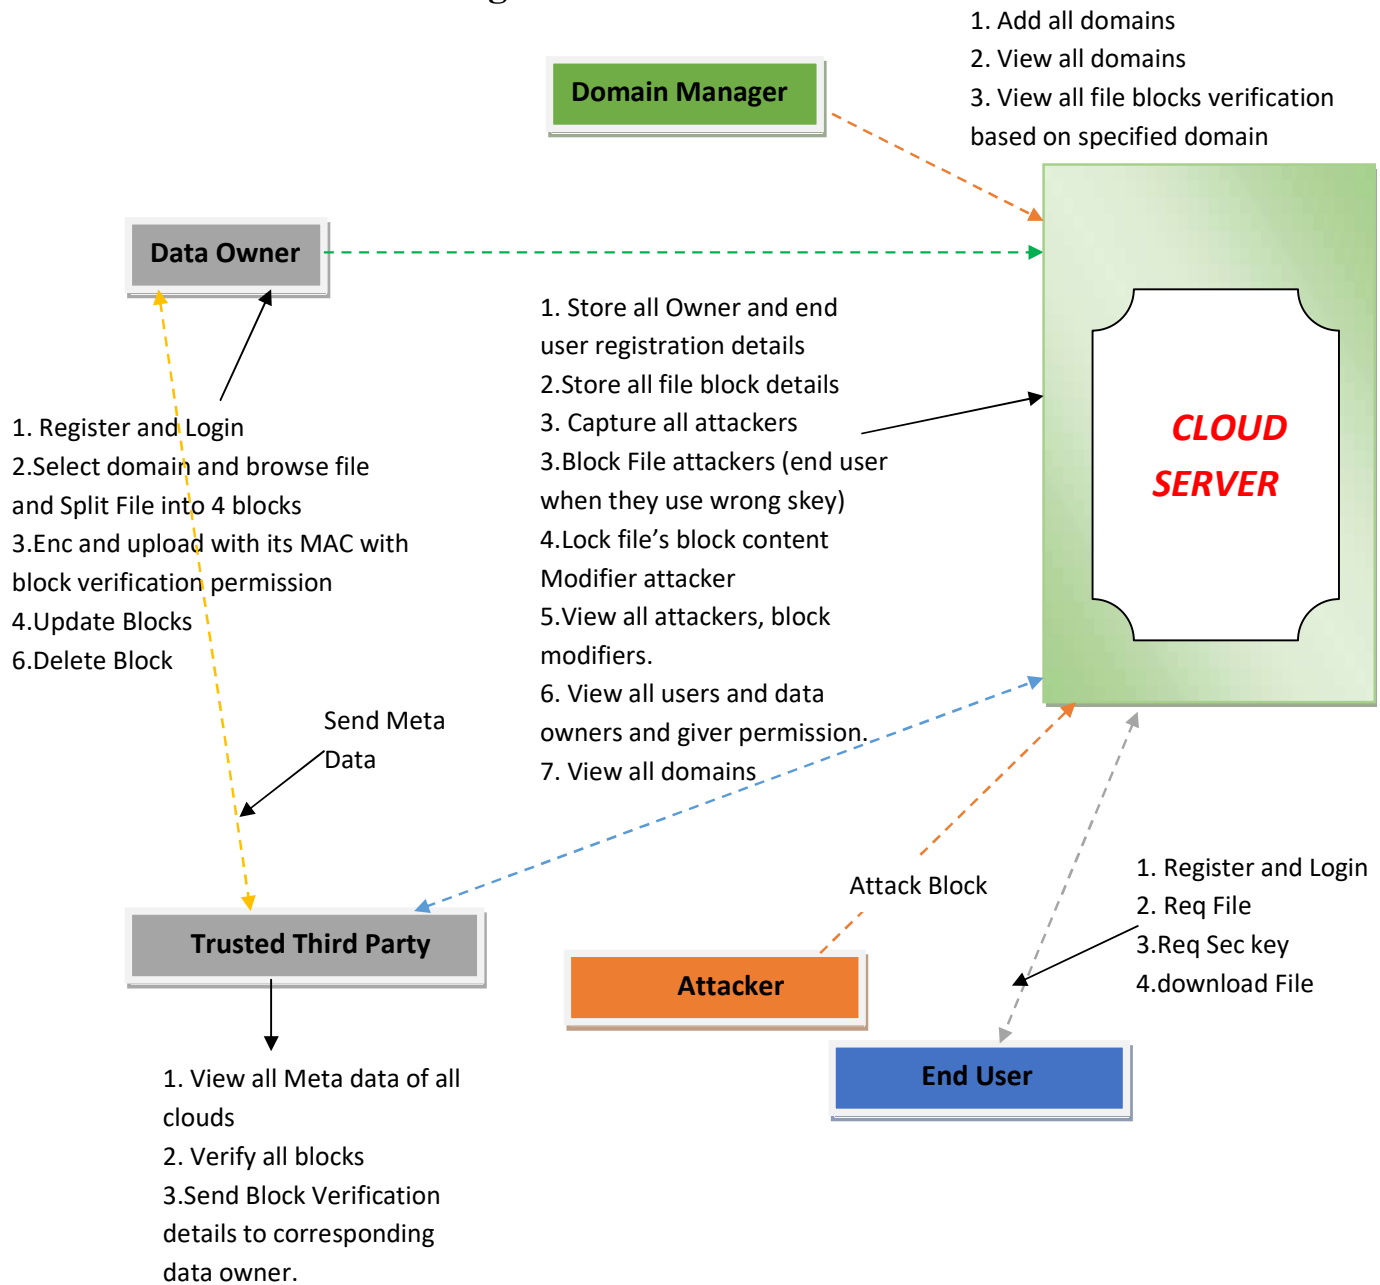 1. Add all domains
2. View all domains
3. View all file blocks verification
based on specified domain
Domain Manager
Data Owner
1. Store all Owner and end
user registration details
2.Store all file block details
3. Capture all attackers
3.Block File attackers (end user
when they use wrong skey)
4.Lock file’s block content
Modifier attacker
5.View all attackers, block
modifiers.
6. View all users and data
owners and giver permission.
7. View all domains
CLOUD
SERVER
1. Register and Login
2.Select domain and browse file
and Split File into 4 blocks
3.Enc and upload with its MAC with
block verification permission
4.Update Blocks
6.Delete Block
Send Meta
Data
Attack Block
1. Register and Login
2. Req File
3.Req Sec key
4.download File
Trusted Third Party
Attacker
End User
1. View all Meta data of all
clouds
2. Verify all blocks
3.Send Block Verification
details to corresponding
data owner.